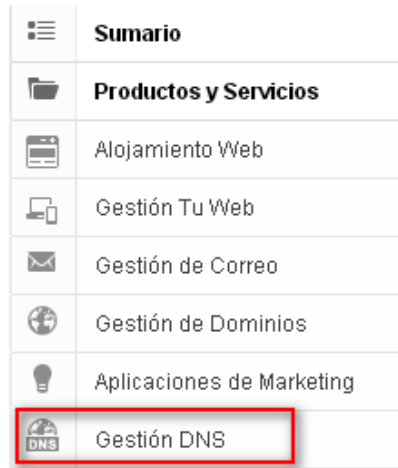 Sumario
Productos y Servicios
Alojamiento Web
Gestión Tu Web
Gestión de Correo
Gestión de Dominios
Aplicaciones de Marketing
DNS
Gestión DNS